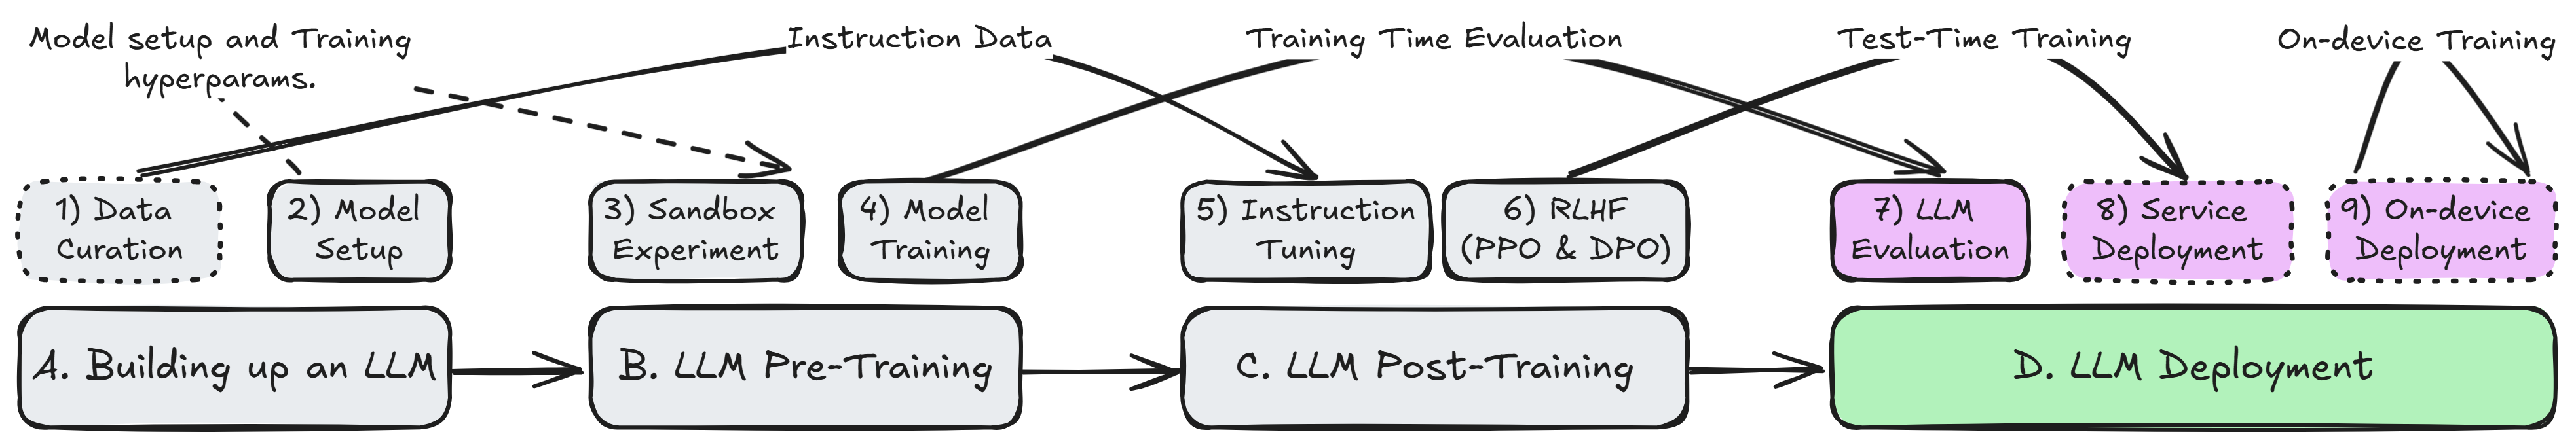 Model setup and Training
hyperparams.
Instruction Data
Training Time Evaluation
Test-Time Training
On-device Training
1) Data
Curation
2) Model
Setup
3) Sandbox
Experiment
4) Model
Training
5) Instruction
Tuning
6) RLHF
(PPO & DPO)
7) LLM
Evaluation
8) Service
Deployment
9) On-device
Deployment
A. Building up an LLM
B. LLM Pre-Training
C. LLM Post-Training
D. LLM Deployment